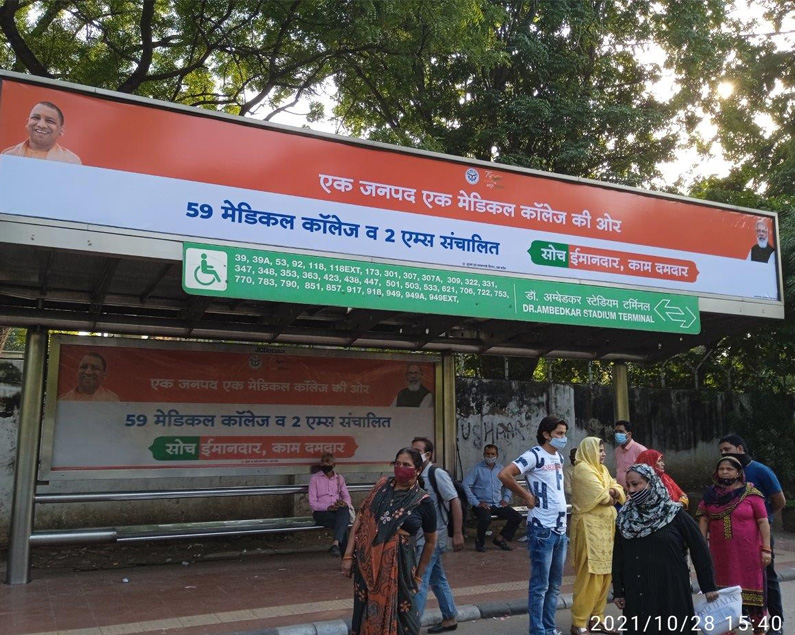 एक जनपद एक मेडिकल कॉलेज की ओर
59 मेडिकल कॉलेज व 2 एम्स संचालित
सोच ईमानदार, काम दमदार
39, 39A, 53, 92, 118, 118EXT, 173, 301, 307, 307A, 309, 322, 331,
347, 348, 353, 363, 423, 438, 447, 501, 503, 533, 621, 706, 722, 753,
770, 783, 790, 851, 857. 917, 918, 949, 949A, 949EXT,
डॉ. अम्बेडकर स्टेडियम टर्मिनल
DR.AMBEDKAR STADIUM TERMINAL
एक जनपद एक मेडिकल कॉलेज की ओर
59 मेडिकल कॉलेज व 2 एम्स संचालित
सोच ईमानदार, काम दमदार
2021/10/28 15:40